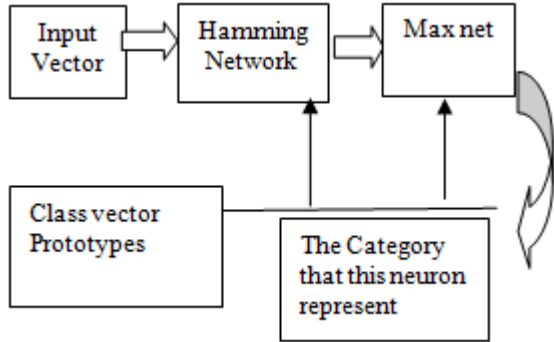 Input
Vector
Hamming
Network
Max net
Class vector
Prototypes
The Category
that this neuron
represent